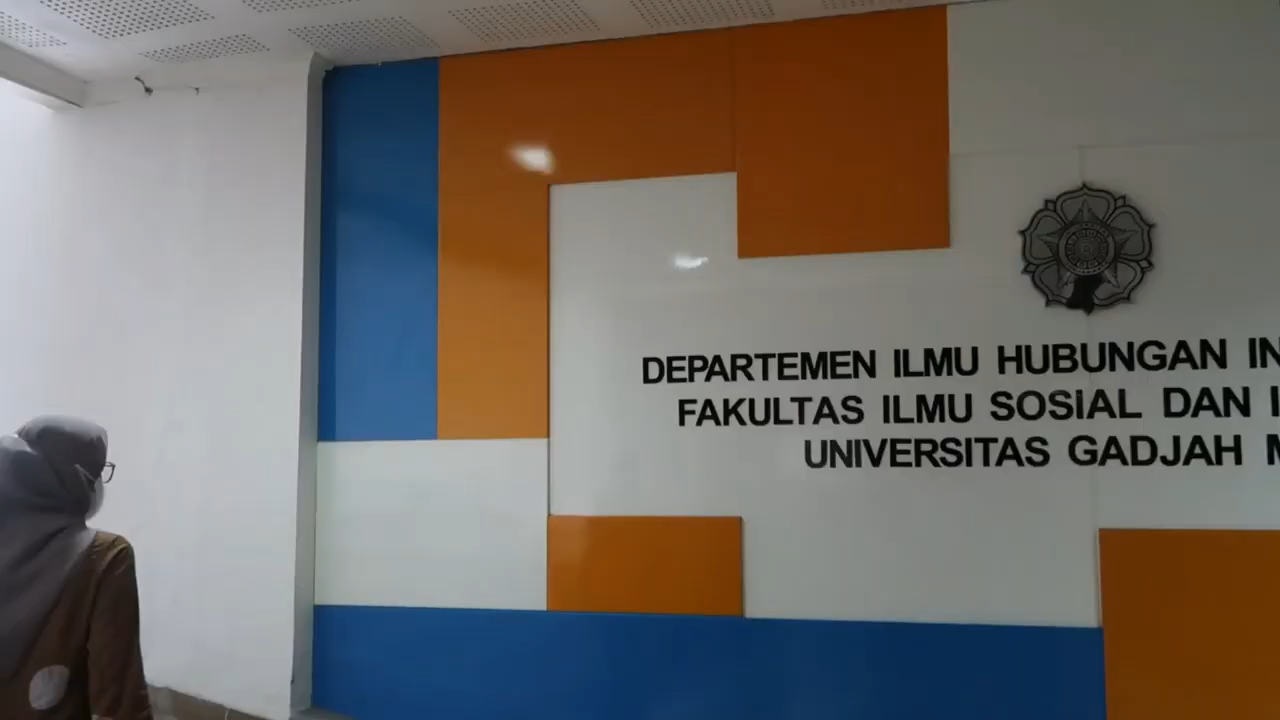 DEPARTEMEN ILMU HUBUNGAN IN
FAKULTAS ILMU SOSIAL DAN I
UNIVERSITAS GADJAH M